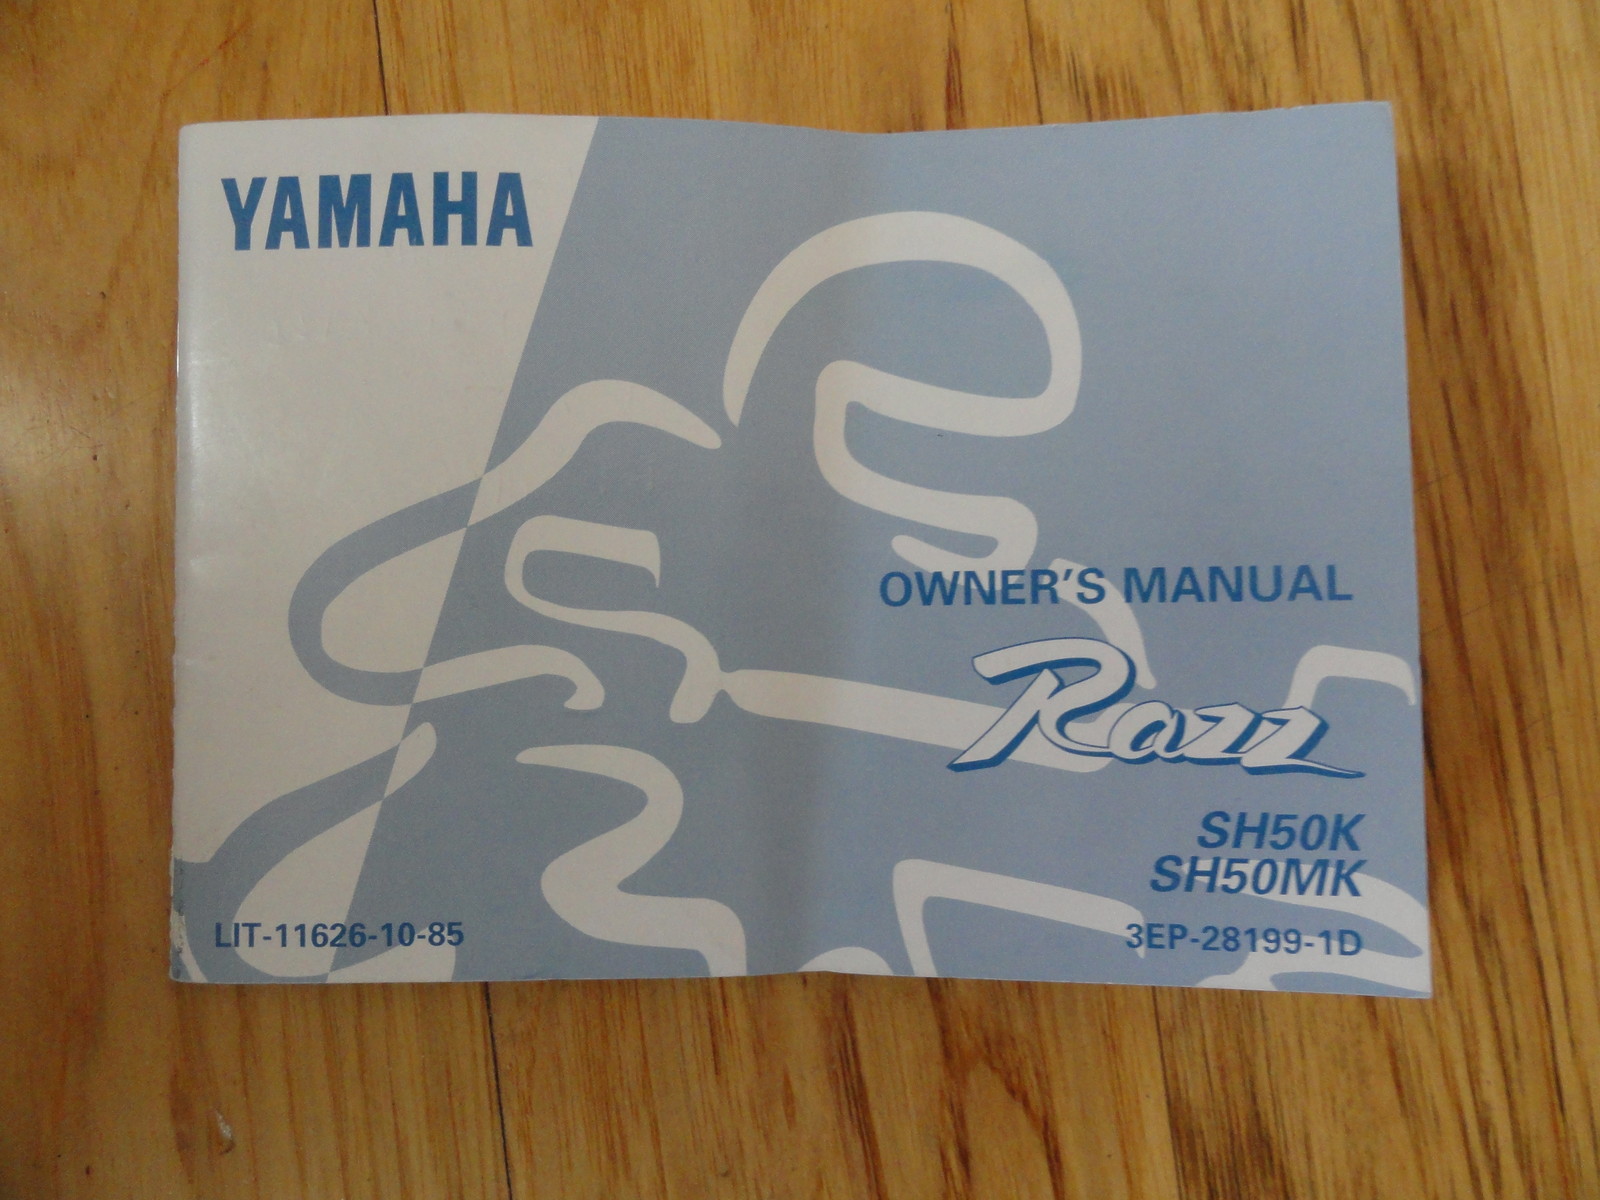 YAMAHA
OWNER'S MANUAL
Razz
SH50K
SH50MK
LIT-11626-10-85
3EP-28199-1D